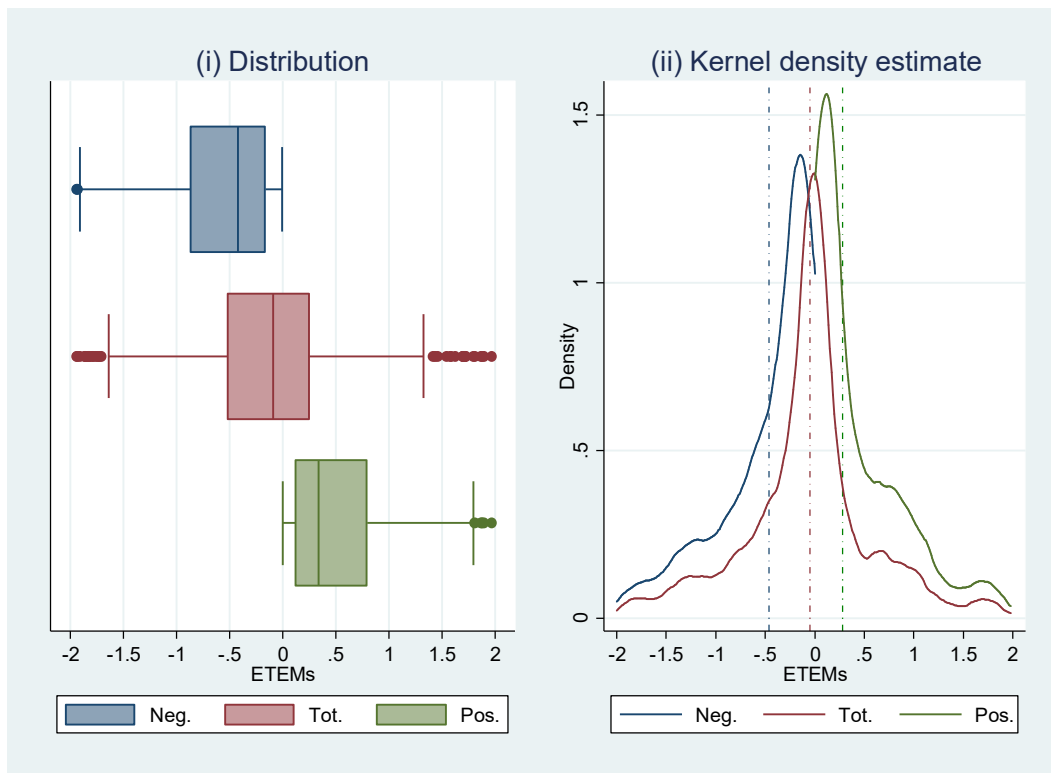 (i) Distribution
-2 -1.5 -1 -.5 0 .5 1 1.5 2
ETEMs
Neg. Tot. Pos.
(ii) Kernel density estimate
Density
1.5
1
.5
0
-2 -1.5 -1 -.5 0 .5 1 1.5 2
ETEMs
Neg. Tot. Pos.